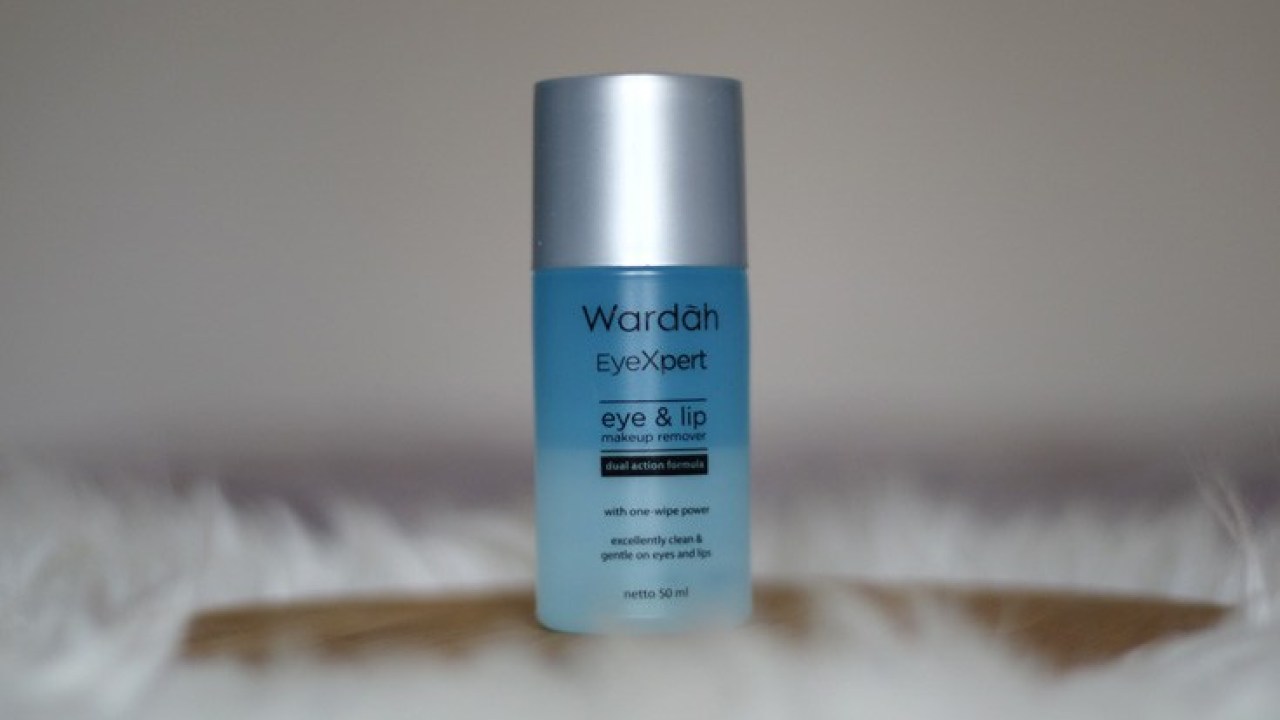 Wardãh
EyeXpert
eye & lip
makeup remover
dual action formula
with one-wipe power
excellently clean &
gentle on eyes and lips
netto 50 ml